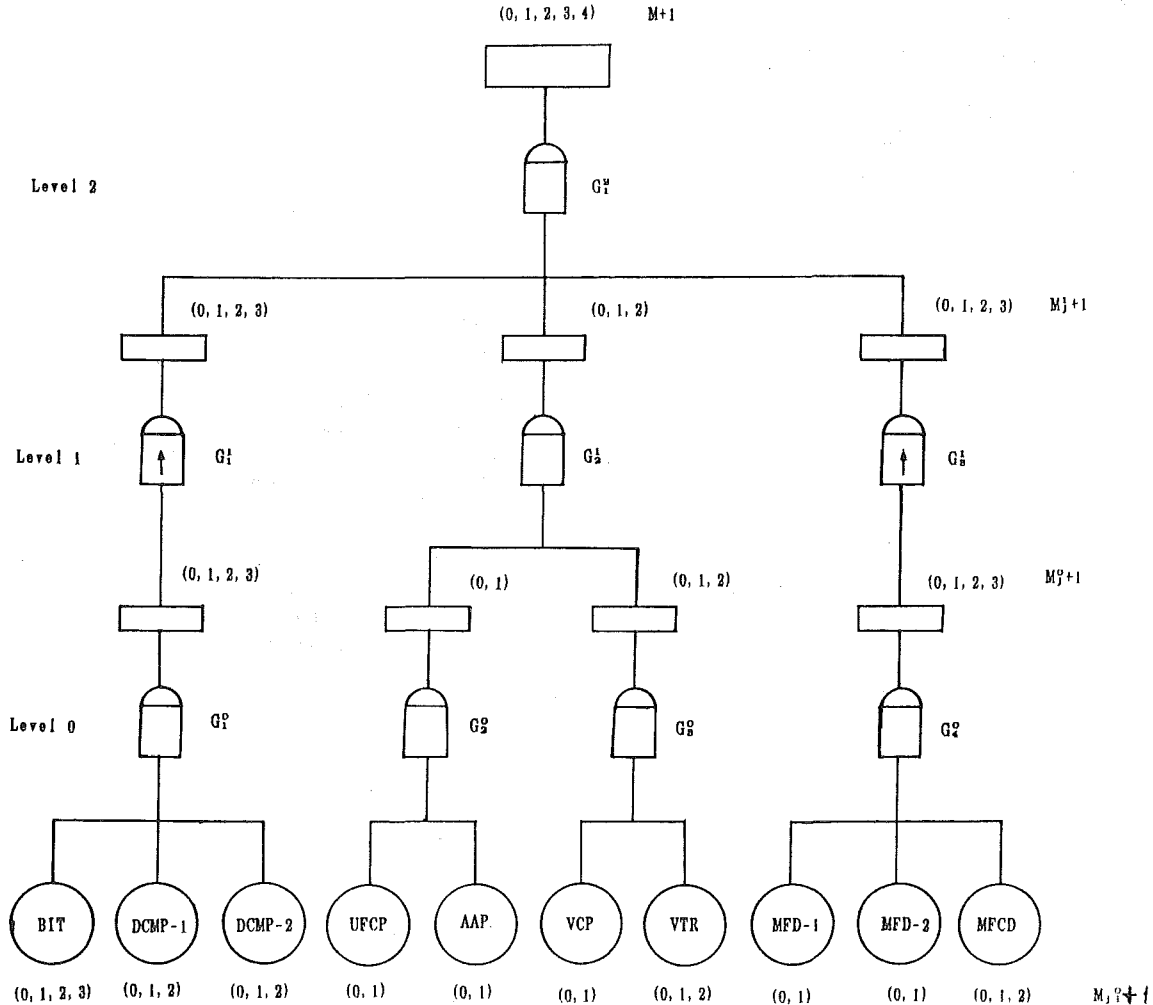 (0, 1, 2, 3, 4) M+1
Level 2 G₁²
(0, 1, 2, 3) (0, 1, 2) (0, 1, 2, 3) Mⱼ¹+1
Level 1 G₁¹ G₂¹ G₃¹
(0, 1, 2, 3) (0, 1) (0, 1, 2) (0, 1, 2, 3) Mⱼ⁰+1
Level 0 G₁⁰ G₂⁰ G₃⁰ G₄⁰
BIT DCMP-1 DCMP-2 UFCP AAP VCP VTR MFD-1 MFD-2 MFCD
(0, 1, 2, 3) (0, 1, 2) (0, 1, 2) (0, 1) (0, 1) (0, 1) (0, 1, 2) (0, 1) (0, 1) (0, 1, 2)